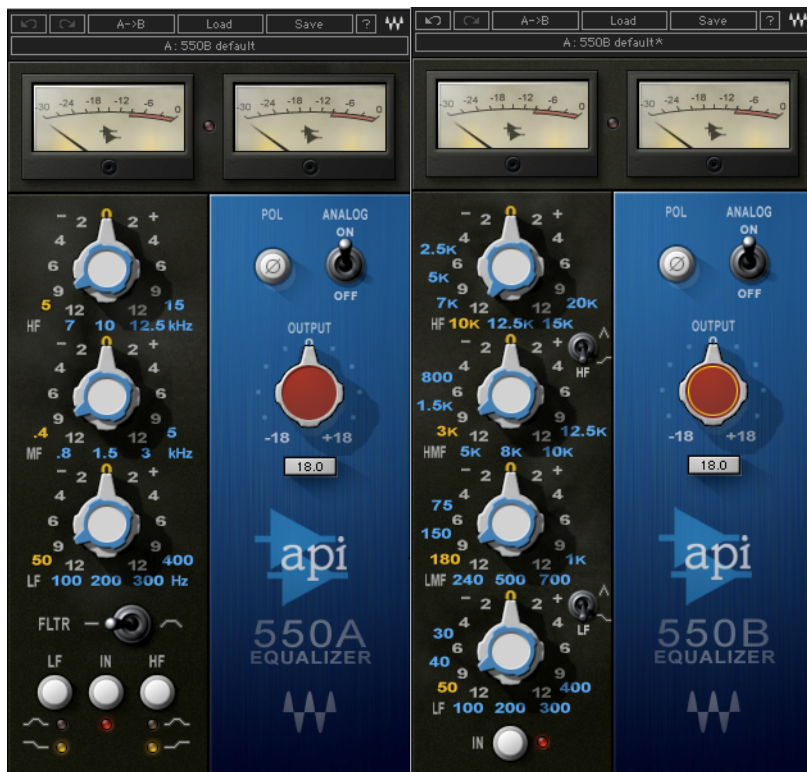 A->B Load Save ?
A: 550B default
-30 -24 -18 -12 -6 0
-30 -24 -18 -12 -6 0
- 0 +
2 2
4 4
6 6
9 9
12 12
5 15
HF 7 10 12.5 kHz
- 0 +
2 2
4 4
6 6
9 9
12 12
.4 5
MF .8 1.5 3 kHz
- 0 +
2 2
4 4
6 6
9 9
12 12
50 400
LF 100 200 300 Hz
FLTR
LF IN HF
POL ANALOG
ON
Ø
OFF
OUTPUT
0
-18 +18
18.0
api
550A
EQUALIZER
A->B Load Save ?
A: 550B default*
-30 -24 -18 -12 -6 0
-30 -24 -18 -12 -6 0
- 0 +
2 2
4 4
2.5K
6 6
5K
9 9
7K 12 12 20K
HF 10K 12.5K 15K
HF
- 0 +
2 2
4 4
800
6 6
1.5K
9 9
3K 12 12 12.5K
HMF 5K 8K 10K
- 0 +
2 2
4 4
75
6 6
150
9 9
180 12 12 1K
LMF 240 500 700
LF
- 0 +
2 2
4 4
30
6 6
40
9 9
50 12 12 400
LF 100 200 300
IN
POL ANALOG
ON
Ø
OFF
OUTPUT
0
-18 +18
18.0
api
550B
EQUALIZER